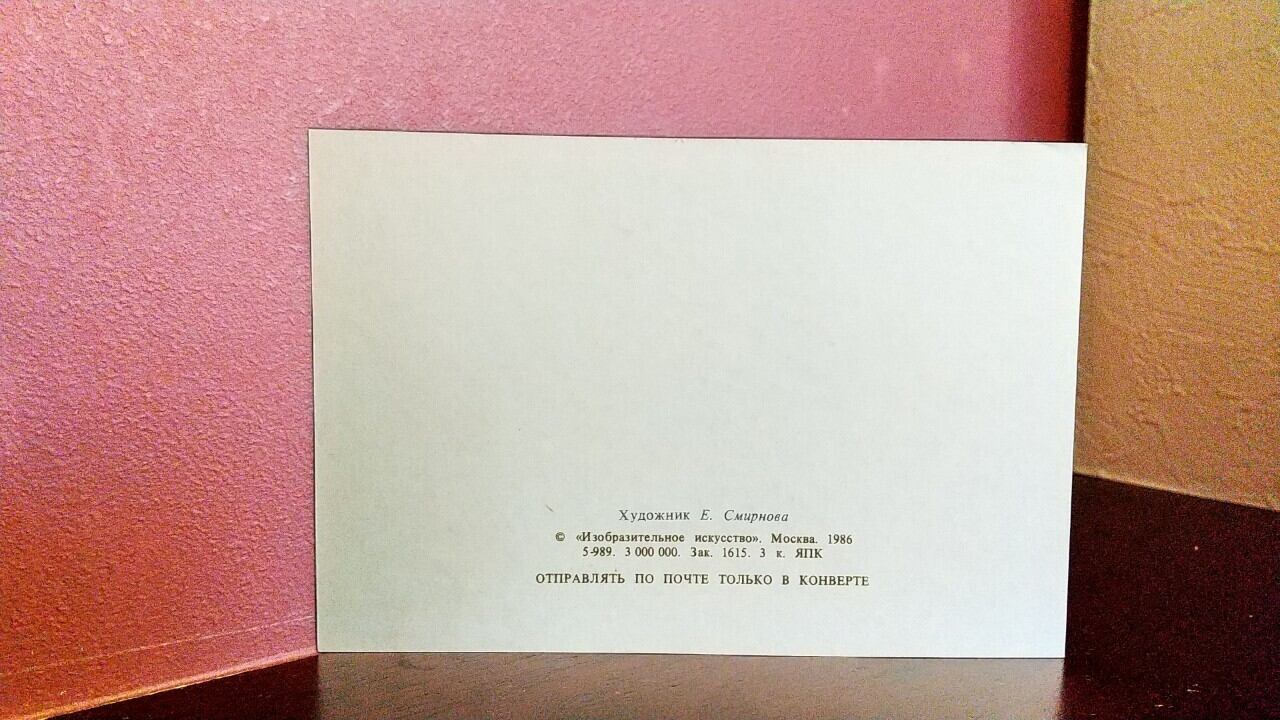 Художник Е. Смирнова
© «Изобразительное искусство». Москва. 1986
5-989. 3 000 000. Зак. 1615. 3 к. ЯПК
ОТПРАВЛЯТЬ ПО ПОЧТЕ ТОЛЬКО В КОНВЕРТЕ